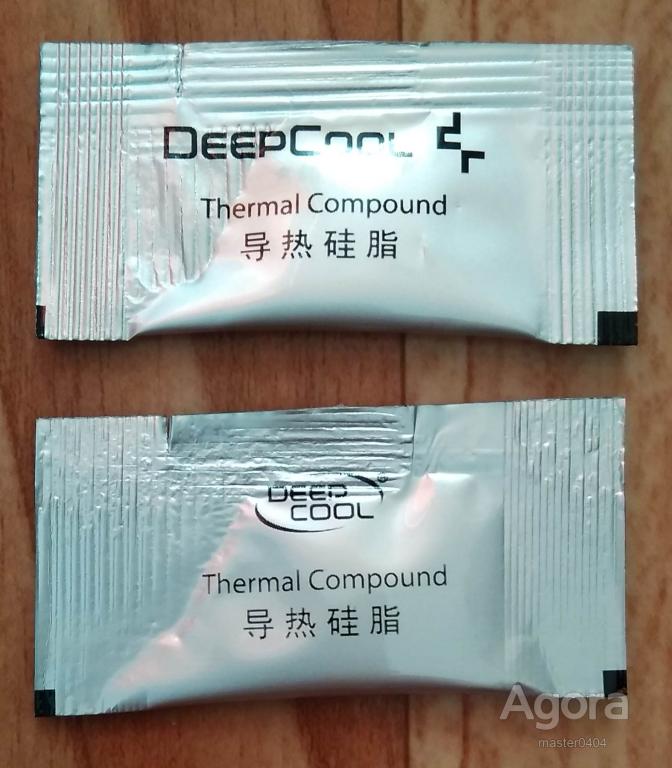 DEEPCOOL
Thermal Compound
导热硅脂
DEEP
COOL
Thermal Compound
导热硅脂
Agora
master0404